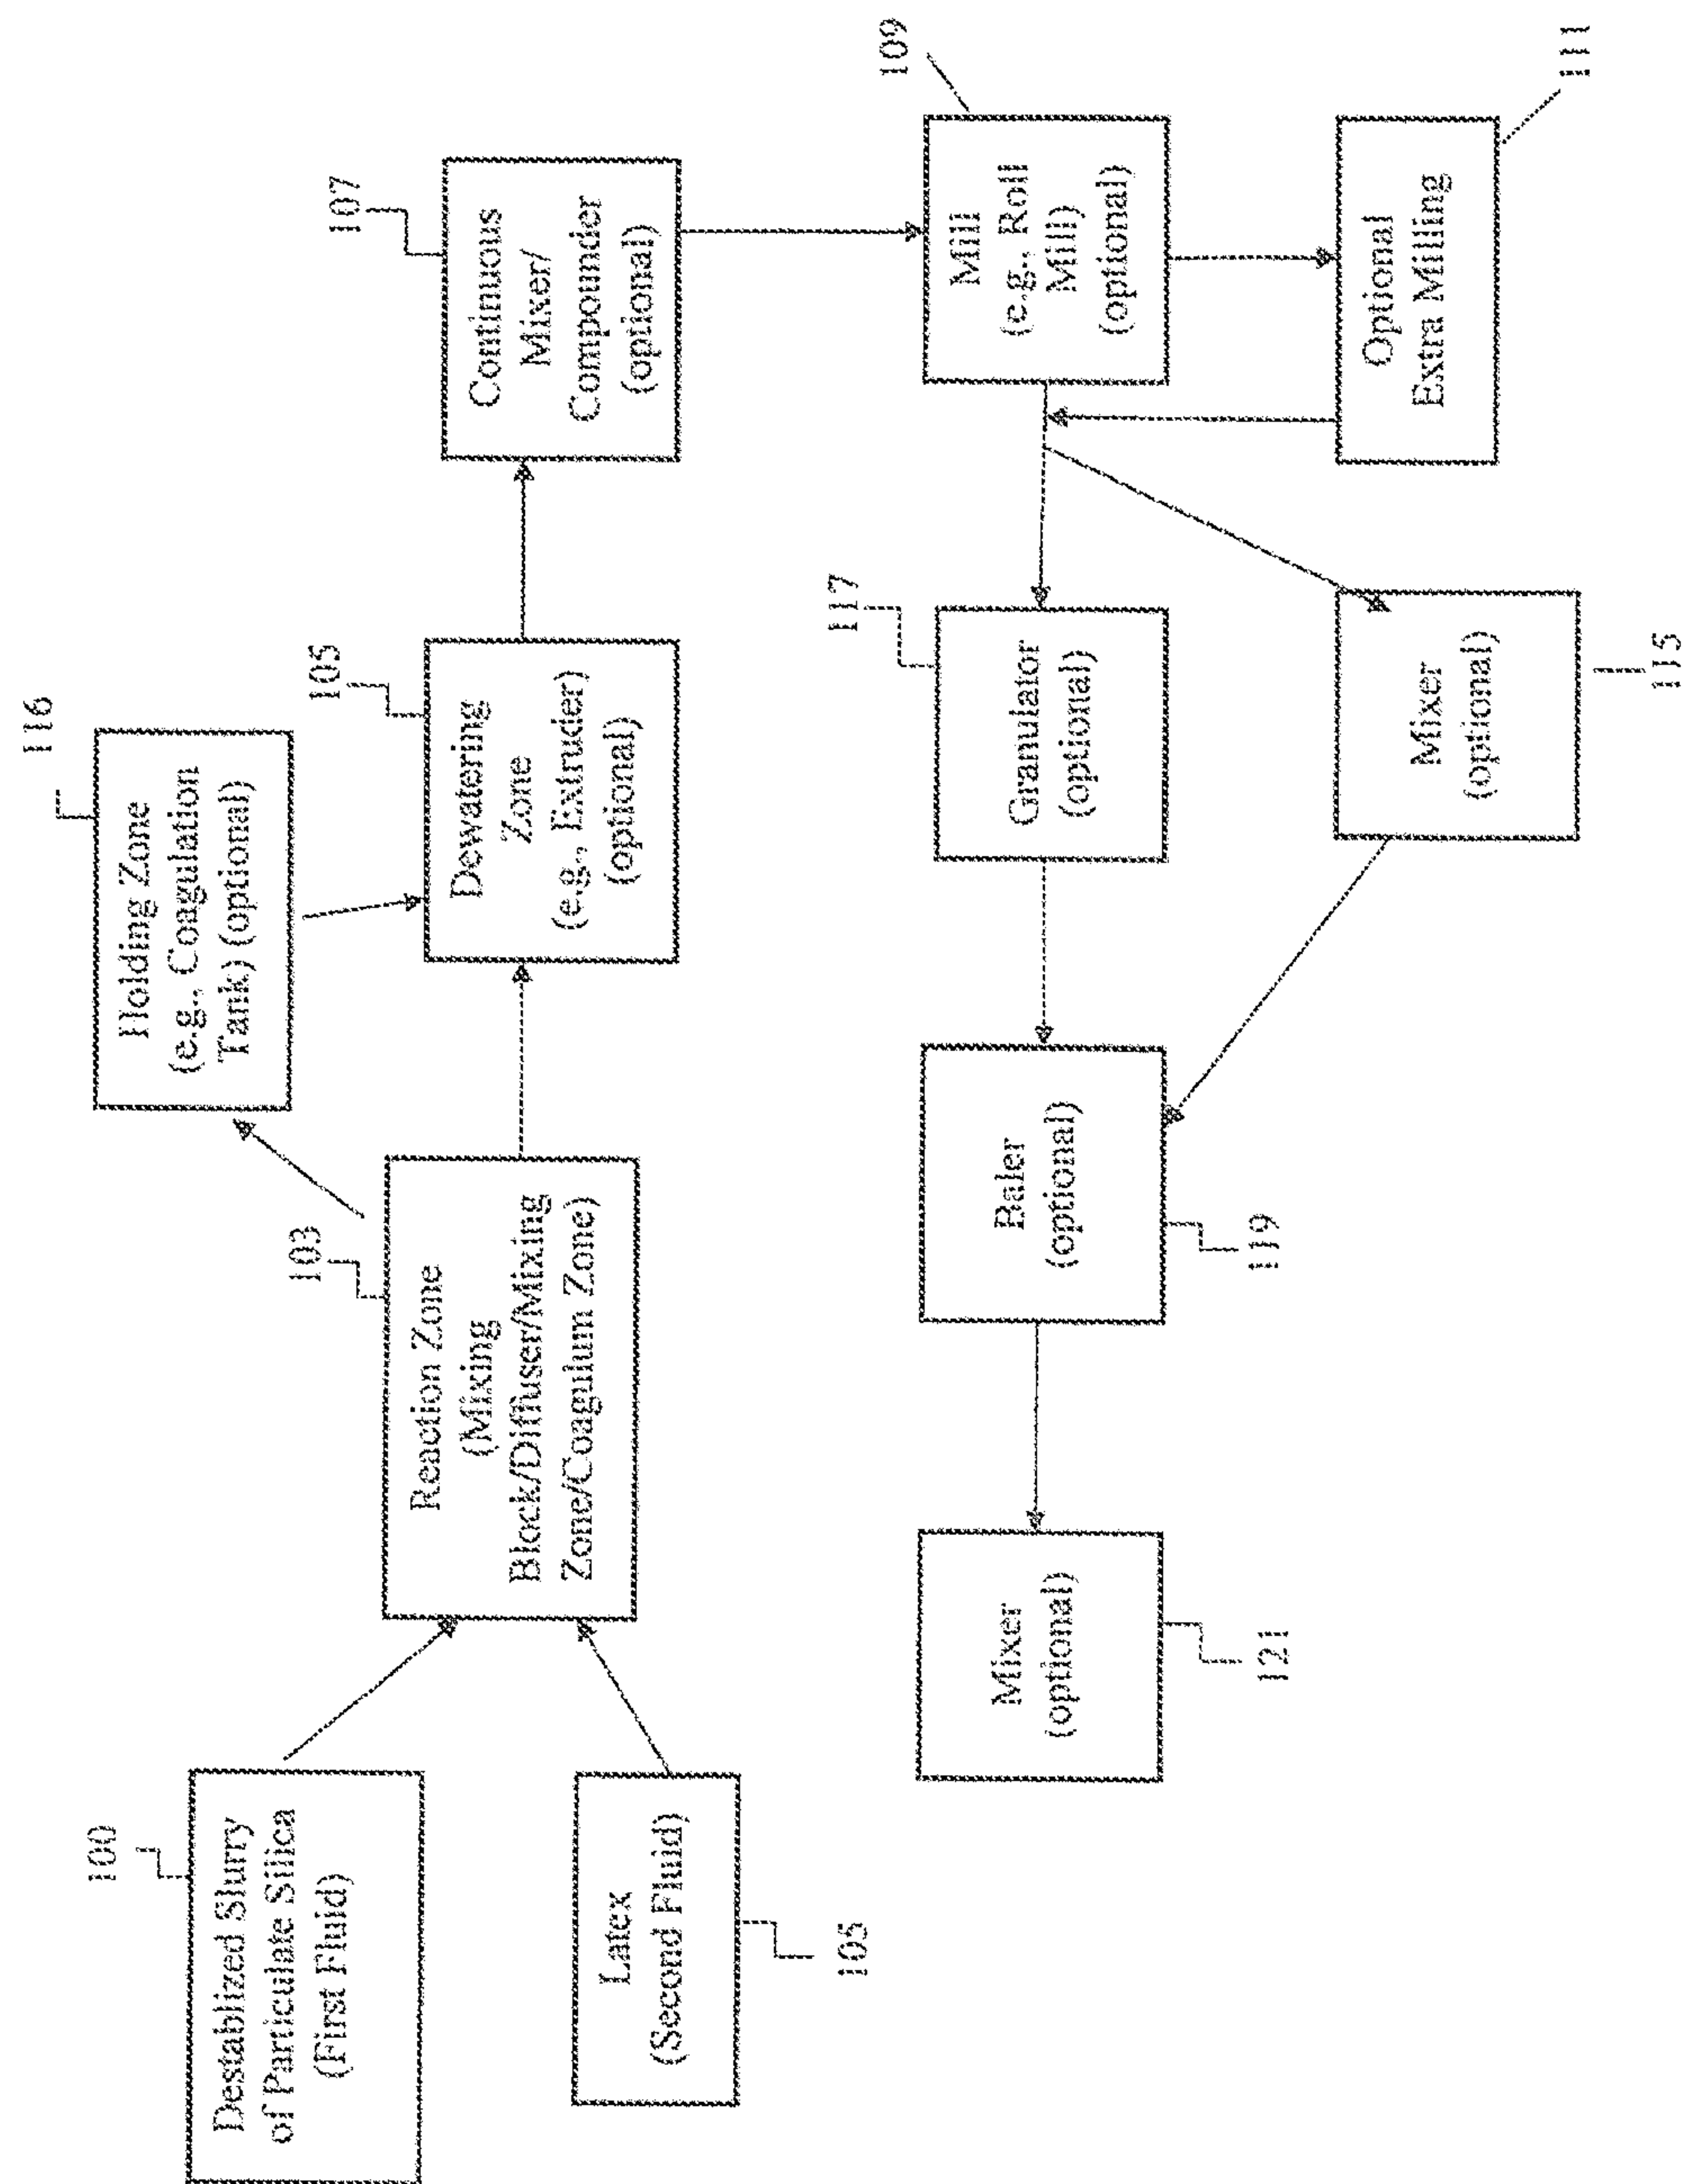 100
Destablized Slurry
of Particulate Silica
(First Fluid)
Latex
(Second Fluid)
105
103
Reaction Zone
(Mixing
Block/Diffuser/Mixing
Zone/Coagulum Zone)
116
Holding Zone
(e.g., Coagulation
Tank) (optional)
105
Dewatering
Zone
(e.g., Extruder)
(optional)
107
Continuous
Mixer/
Compounder
(optional)
109
Mill
(e.g., Roll
Mill)
(optional)
Optional
Extra Milling
111
117
Granulator
(optional)
Mixer
(optional)
115
Baler
(optional)
119
Mixer
(optional)
121